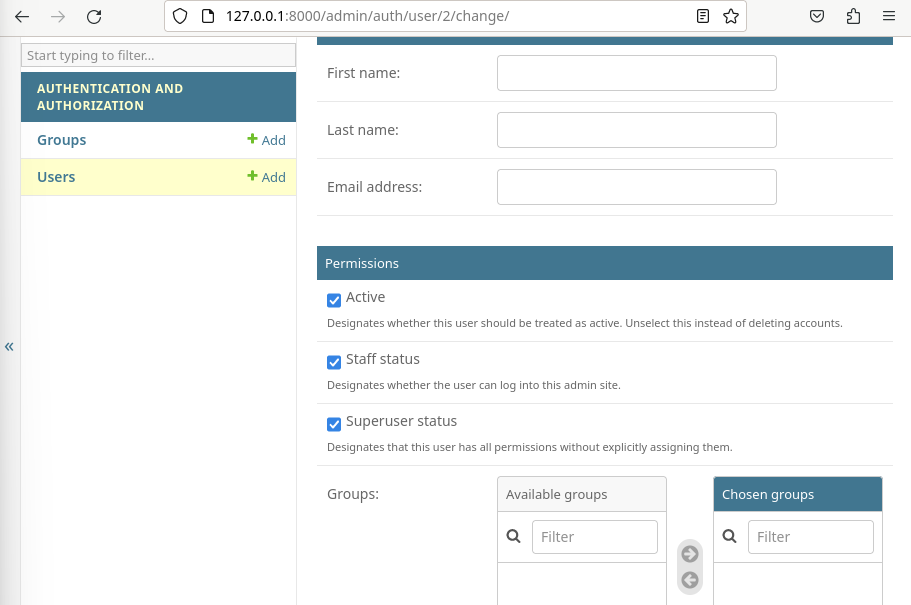 127.0.0.1:8000/admin/auth/user/2/change/
Start typing to filter...
AUTHENTICATION AND
AUTHORIZATION
Groups
Add
Users
Add
«
First name:
Last name:
Email address:
Permissions
Active
Designates whether this user should be treated as active. Unselect this instead of deleting accounts.
Staff status
Designates whether the user can log into this admin site.
Superuser status
Designates that this user has all permissions without explicitly assigning them.
Groups:
Available groups
Filter
Chosen groups
Filter